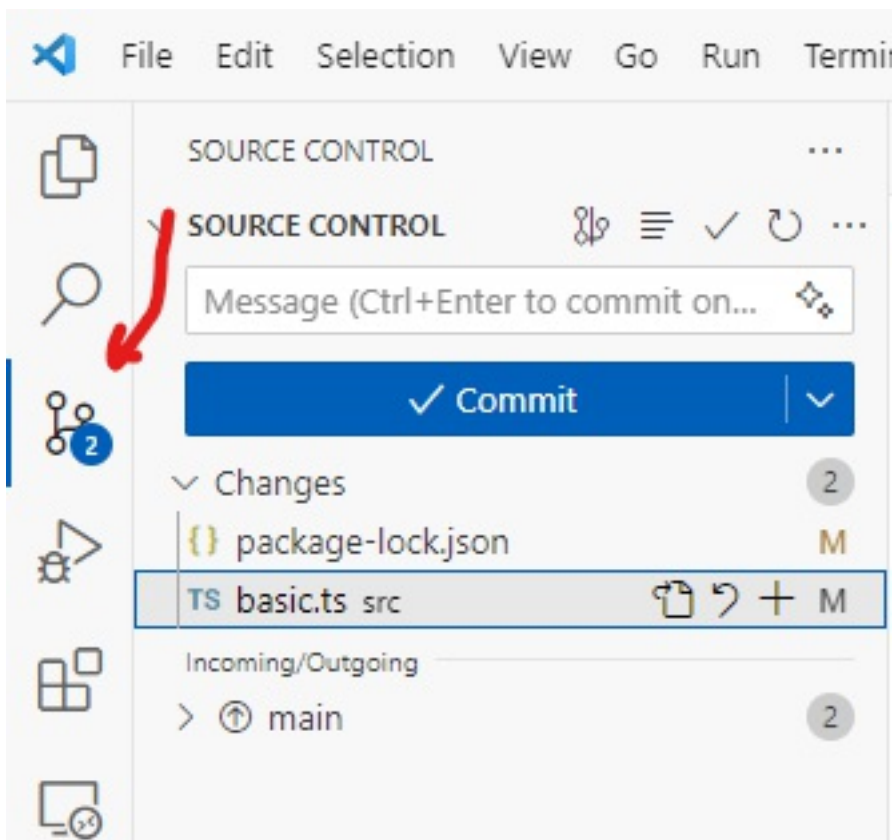 File Edit Selection View Go Run Termi
SOURCE CONTROL ...
SOURCE CONTROL ...
Message (Ctrl+Enter to commit on...
Commit
2
Changes 2
{} package-lock.json M
TS basic.ts src M
Incoming/Outgoing
main 2